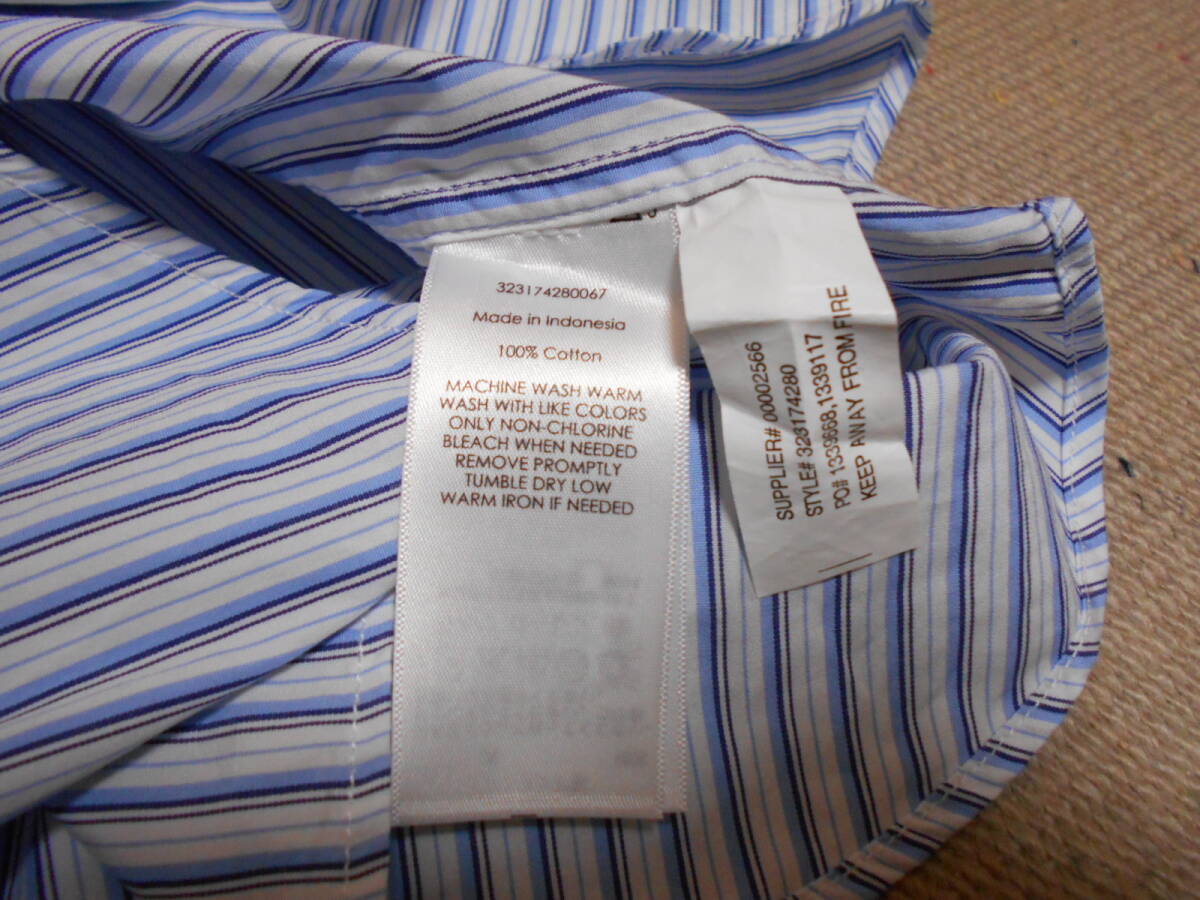 323174280067
Made in Indonesia
100% Cotton
MACHINE WASH WARM
WASH WITH LIKE COLORS
ONLY NON-CHLORINE
BLEACH WHEN NEEDED
REMOVE PROMPTLY
TUMBLE DRY LOW
WARM IRON IF NEEDED
SUPPLIER# 00002566
STYLE# 323174280
PO# 1339668,1339117
KEEP AWAY FROM FIRE